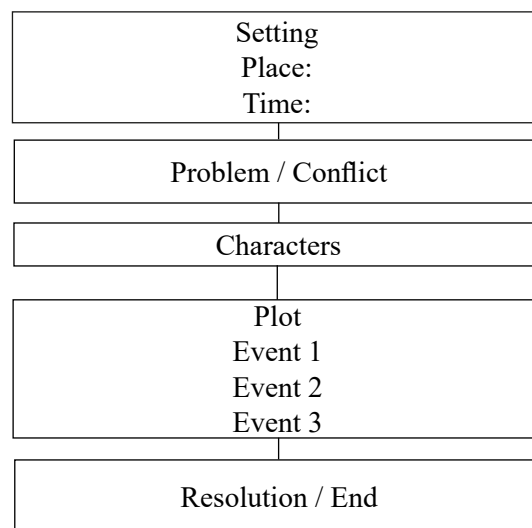 Setting
Place:
Time:
Problem / Conflict
Characters
Plot
Event 1
Event 2
Event 3
Resolution / End